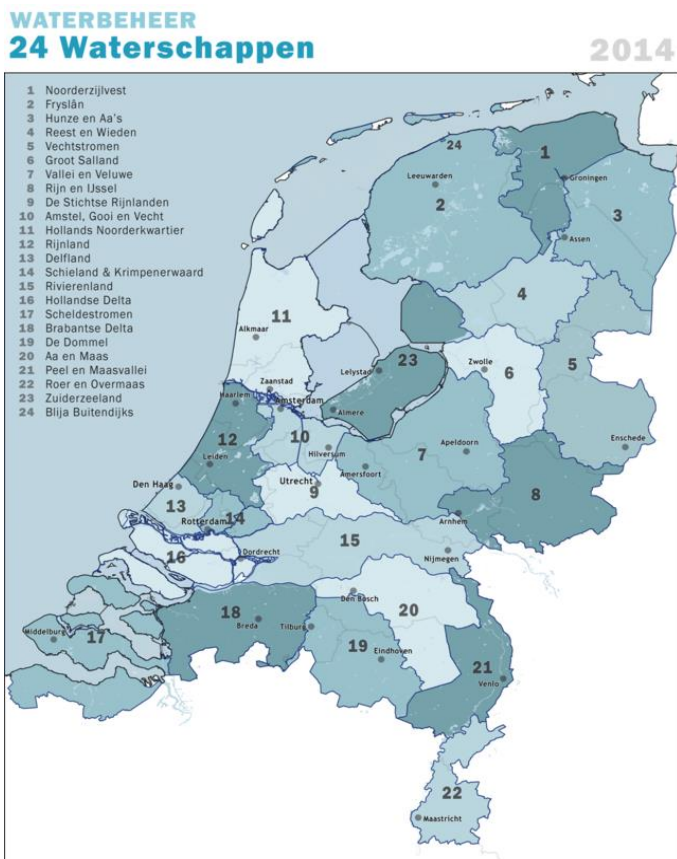 WATERBEHEER
24 Waterschappen
2014
1 Noorderzijlvest
2 Fryslân
3 Hunze en Aa's
4 Reest en Wieden
5 Vechtstromen
6 Groot Salland
7 Vallei en Veluwe
8 Rijn en IJssel
9 De Stichtse Rijnlanden
10 Amstel, Gooi en Vecht
11 Hollands Noorderkwartier
12 Rijnland
13 Delfland
14 Schieland & Krimpenerwaard
15 Rivierenland
16 Hollandse Delta
17 Scheldestromen
18 Brabantse Delta
19 De Dommel
20 Aa en Maas
21 Peel en Maasvallei
22 Roer en Overmaas
23 Zuiderzeeland
24 Blija Buitendijks
24
1
Leeuwarden
Groningen
2
3
Assen
4
11
Alkmaar
23
Lelystad
Zwolle
6
5
Zaanstad
Haarlem
Amsterdam
Almere
12
10
Hilversum
7
Apeldoorn
Enschede
Leiden
Amersfoort
Den Haag
Utrecht
9
8
13
14
Rotterdam
Arnhem
15
16
Dordrecht
Nijmegen
Den Bosch
20
18
Breda
Tilburg
17
Middelburg
19
Eindhoven
21
Venlo
22
Maastricht